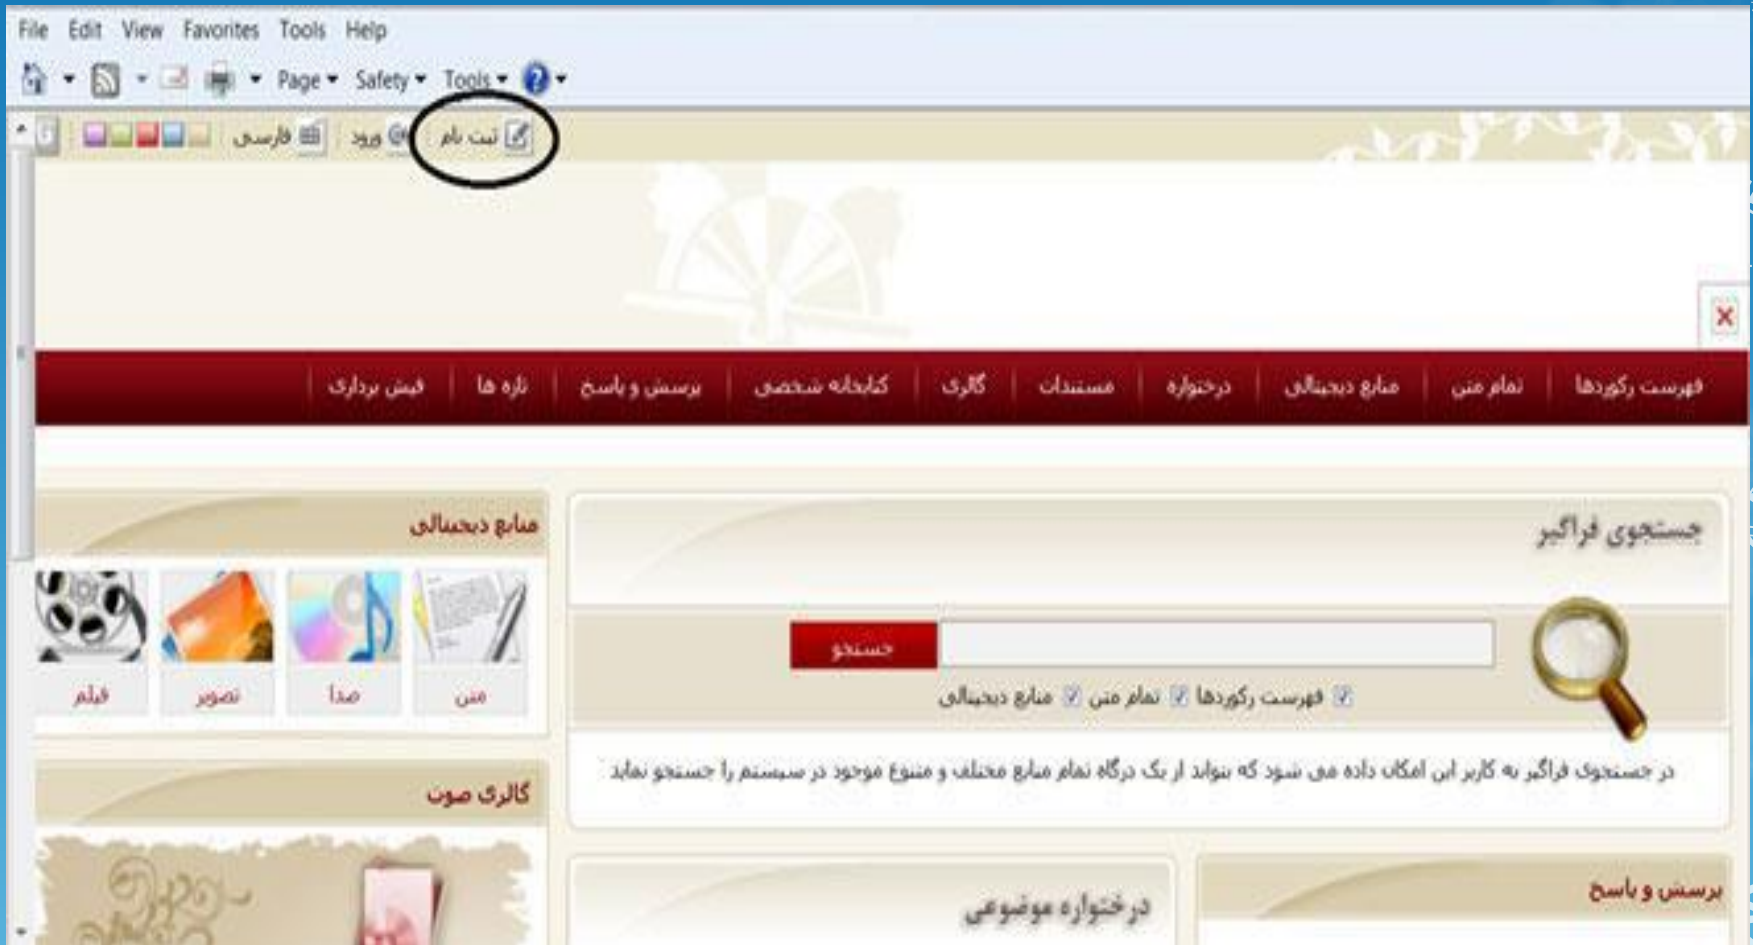 File Edit View Favorites Tools Help
Page Safety Tools
ثبت نام ورود فارسی
فهرست رکوردها تمام متن منابع دیجیتالی درختواره مستندات گالری کتابخانه شخصی پرسش و پاسخ تازه ها فیش برداری
جستجوی فراگیر
جستجو
فهرست رکوردها تمام متن منابع دیجیتالی
در جستجوی فراگیر به کاربر این امکان داده می شود که بتواند از یک درگاه تمام منابع مختلف و متنوع موجود در سیستم را جستجو نماید :
منابع دیجیتالی
متن صدا تصویر فیلم
گالری صوت
پرسش و پاسخ
درختواره موضوعی